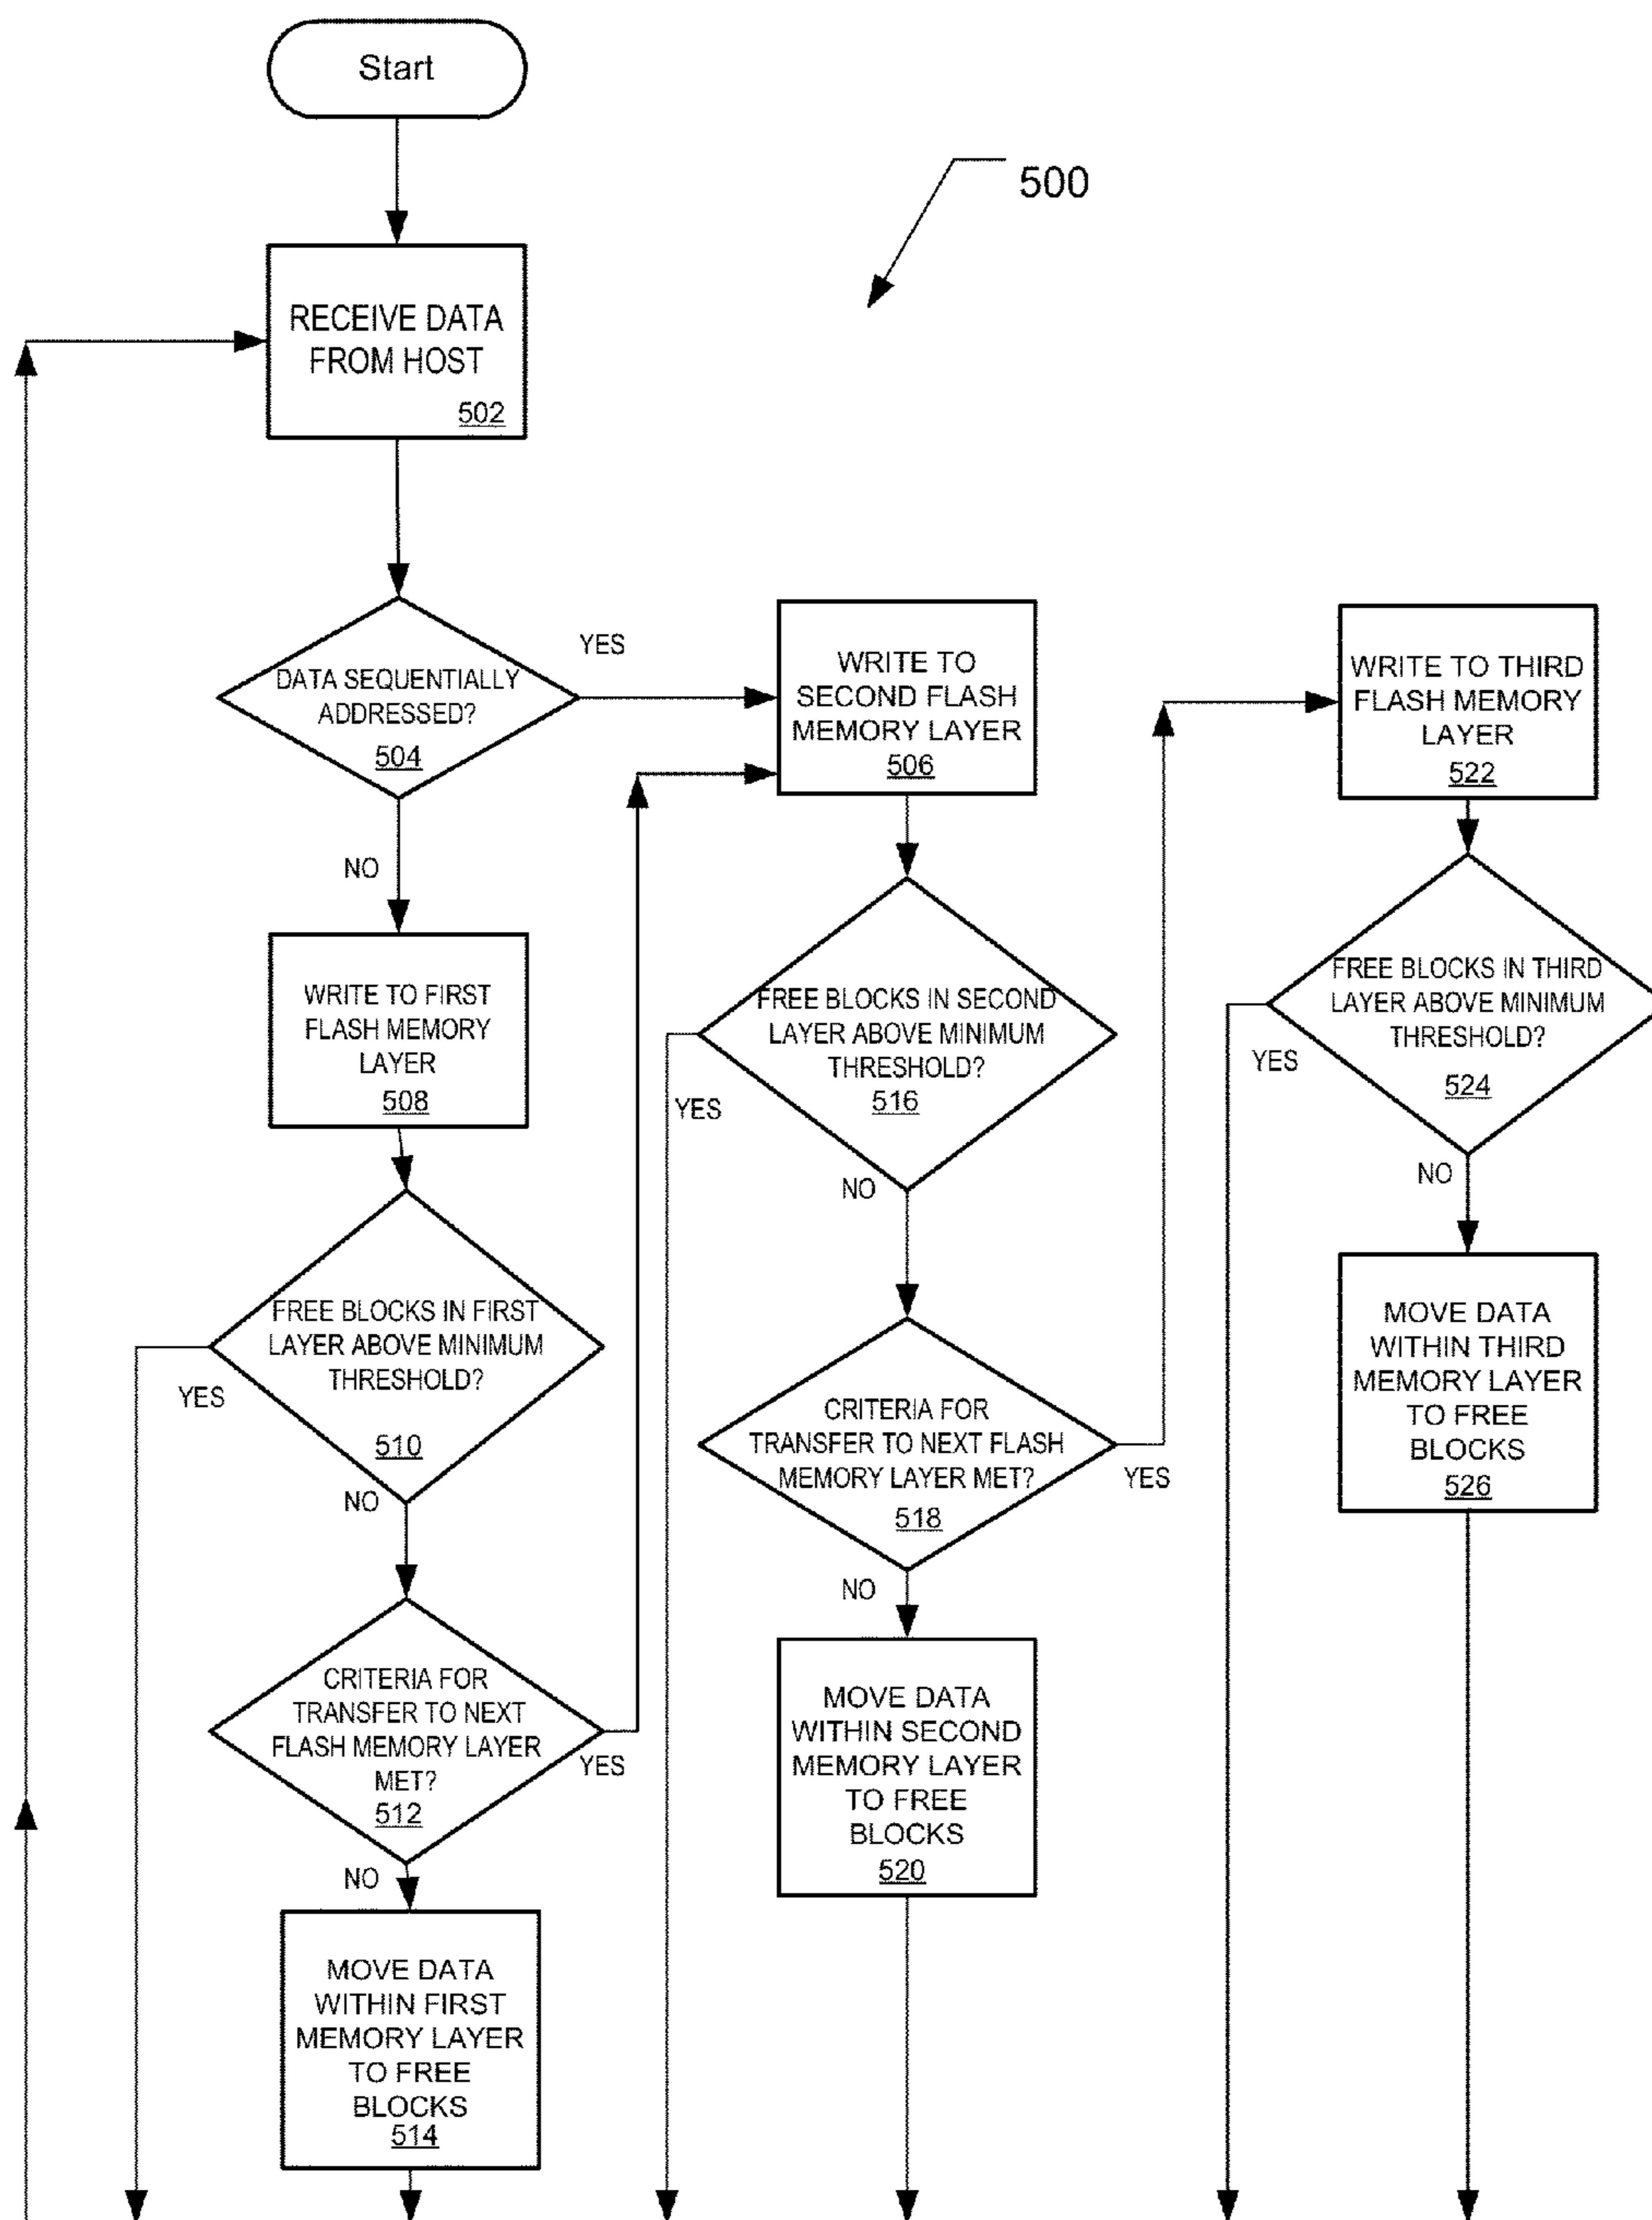 Start
500
RECEIVE DATA
FROM HOST
502
DATA SEQUENTIALLY
ADDRESSED?
504
YES
NO
WRITE TO FIRST
FLASH MEMORY
LAYER
508
FREE BLOCKS IN FIRST
LAYER ABOVE MINIMUM
THRESHOLD?
510
YES
NO
CRITERIA FOR
TRANSFER TO NEXT
FLASH MEMORY LAYER
MET?
512
YES
NO
MOVE DATA
WITHIN FIRST
MEMORY LAYER
TO FREE
BLOCKS
514
WRITE TO
SECOND FLASH
MEMORY LAYER
506
FREE BLOCKS IN SECOND
LAYER ABOVE MINIMUM
THRESHOLD?
516
YES
NO
CRITERIA FOR
TRANSFER TO NEXT FLASH
MEMORY LAYER MET?
518
YES
NO
MOVE DATA
WITHIN SECOND
MEMORY LAYER
TO FREE
BLOCKS
520
WRITE TO THIRD
FLASH MEMORY
LAYER
522
FREE BLOCKS IN THIRD
LAYER ABOVE MINIMUM
THRESHOLD?
524
YES
NO
MOVE DATA
WITHIN THIRD
MEMORY LAYER
TO FREE
BLOCKS
526